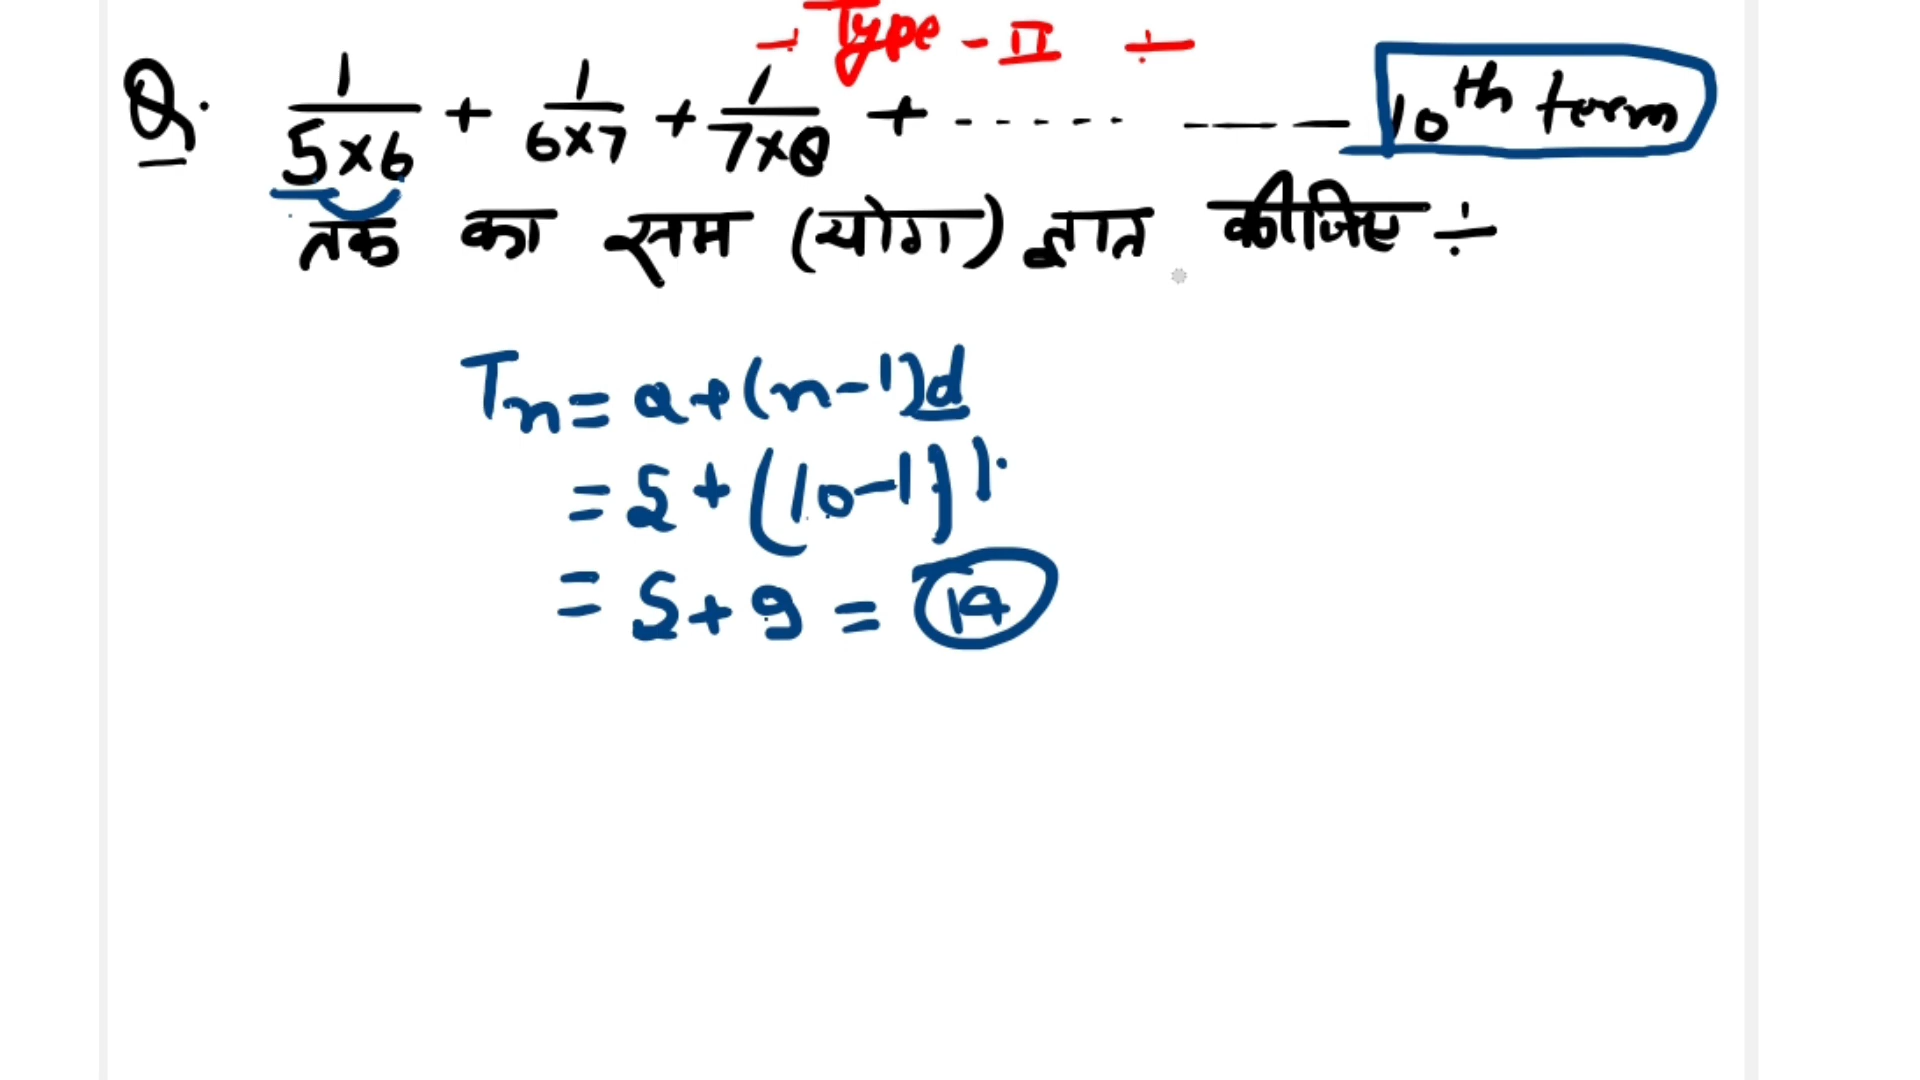 ÷ Type - II ÷
Q. 1/5×6 + 1/6×7 + 1/7×8 + ..... ___ 10th term
तक का सम (योग) ज्ञात कीजिए ÷
Tn = a+(n-1)d
= 5 + (10-1) 1.
= 5 + 9 = 14